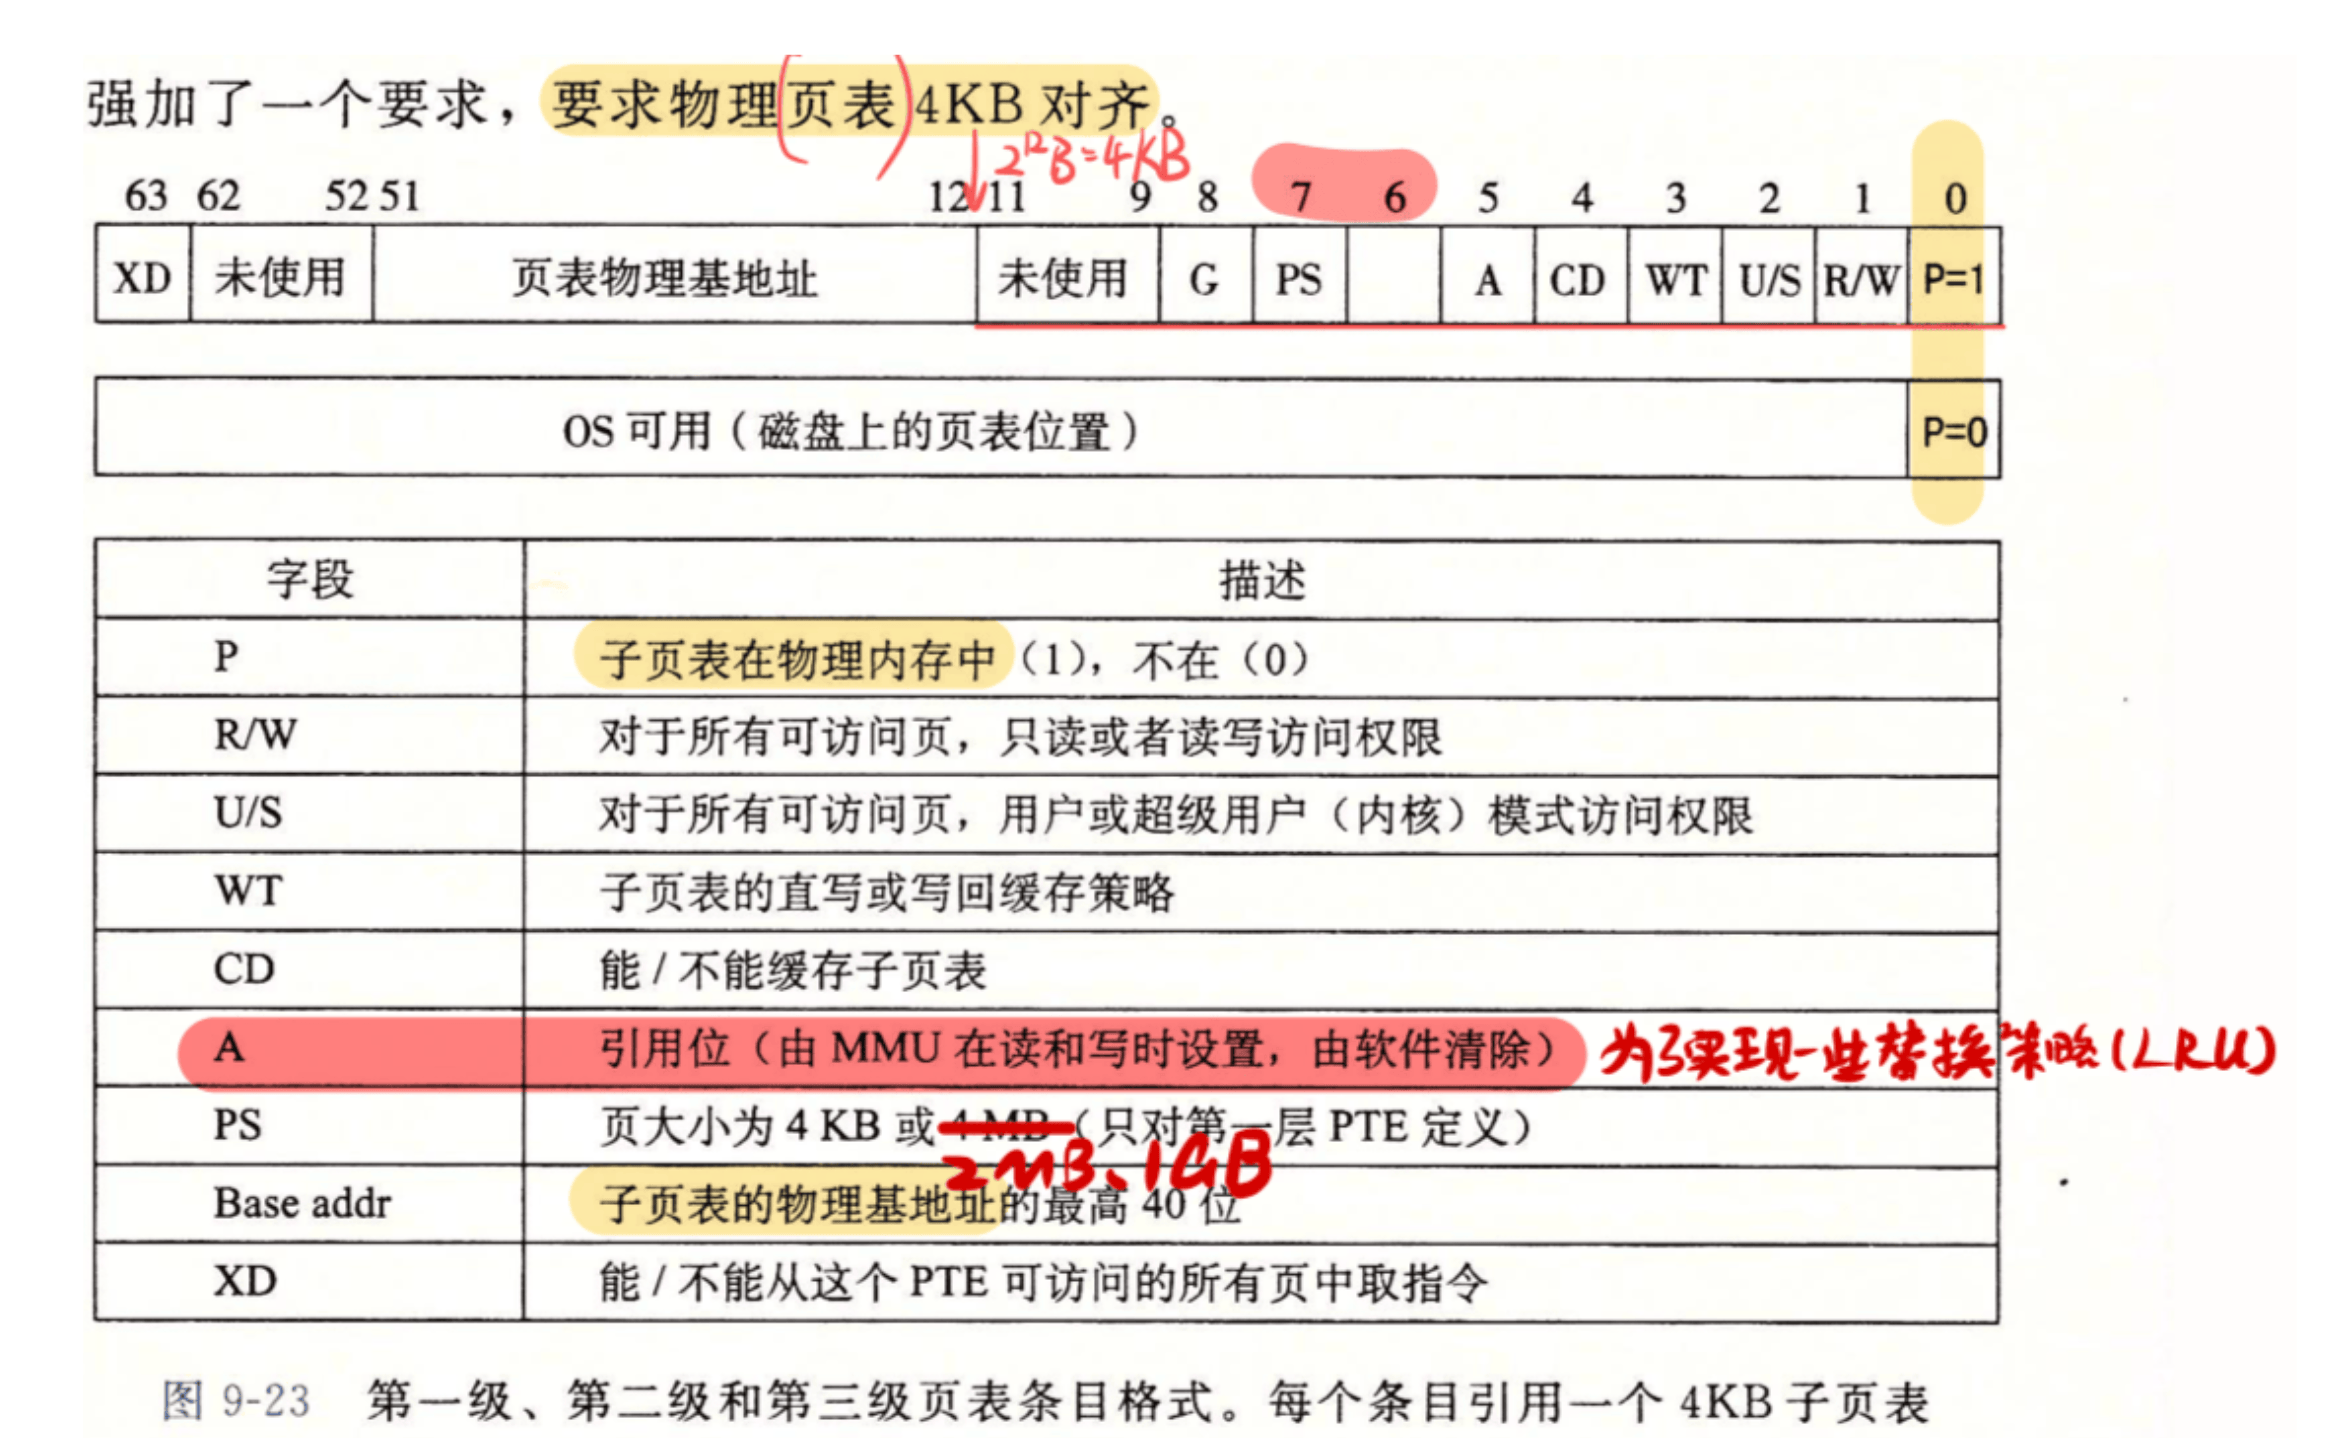 强加了一个要求，要求物理页表4KB 对齐。
2¹²B=4KB
63 62 52 51 12 11 9 8 7 6 5 4 3 2 1 0
XD 未使用 页表物理基地址 未使用 G PS A CD WT U/S R/W P=1
OS 可用（磁盘上的页表位置） P=0
字段 描述
P 子页表在物理内存中（1），不在（0）
R/W 对于所有可访问页，只读或者读写访问权限
U/S 对于所有可访问页，用户或超级用户（内核）模式访问权限
WT 子页表的直写或写回缓存策略
CD 能 / 不能缓存子页表
A 引用位（由 MMU 在读和写时设置，由软件清除） 为了实现一些替换策略(LRU)
PS 页大小为 4 KB 或 4 MB（只对第一层 PTE 定义）
2MB、1GB
Base addr 子页表的物理基地址的最高 40 位
XD 能 / 不能从这个 PTE 可访问的所有页中取指令
图 9-23 第一级、第二级和第三级页表条目格式。每个条目引用一个 4KB 子页表